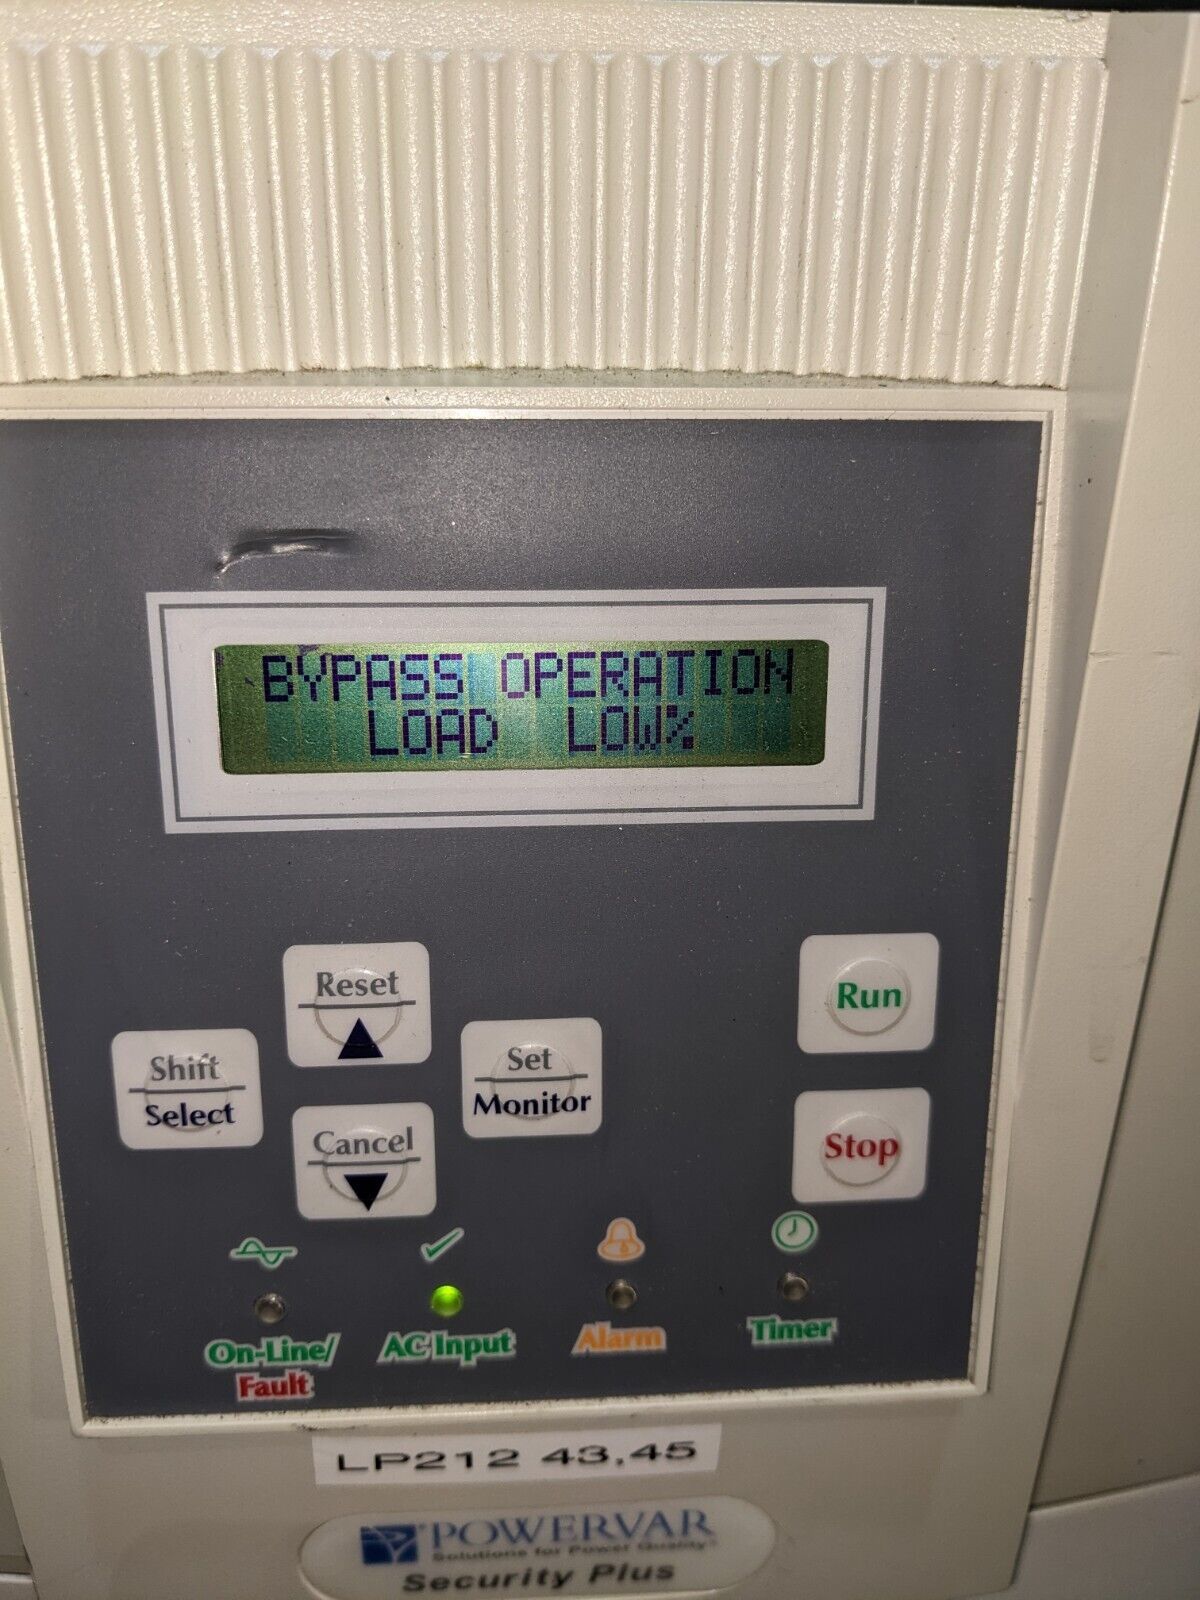 BYPASS OPERATION
LOAD LOW%
Reset
Shift
Select
Set
Monitor
Cancel
Run
Stop
On-Line/
Fault
AC Input
Alarm
Timer
LP212 43,45
POWERVAR®
Solutions for Power Quality®
Security Plus